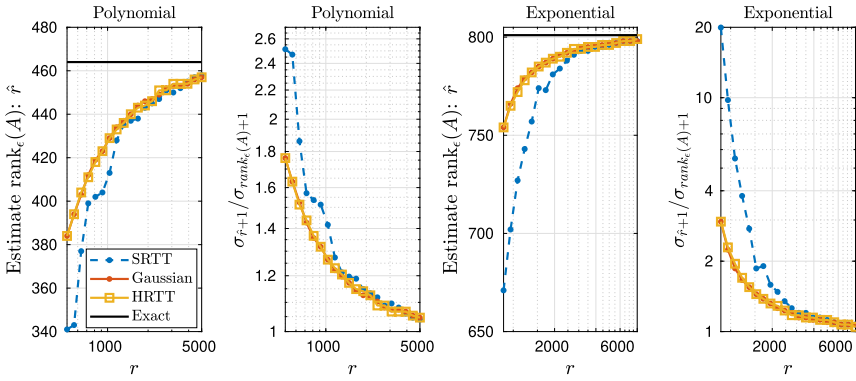 Polynomial
Estimate rank_ϵ(A): r̂
480
460
440
420
400
380
360
340
1000
5000
r
SRTT
Gaussian
HRTT
Exact
Polynomial
σ_{r̂+1}/σ_{rank_ϵ(A)+1}
2.6
2.4
2.2
2
1.8
1.6
1.4
1.2
1
1000
5000
r
Exponential
Estimate rank_ϵ(A): r̂
800
750
700
650
2000
6000
r
Exponential
σ_{r̂+1}/σ_{rank_ϵ(A)+1}
20
10
4
2
1
2000
6000
r